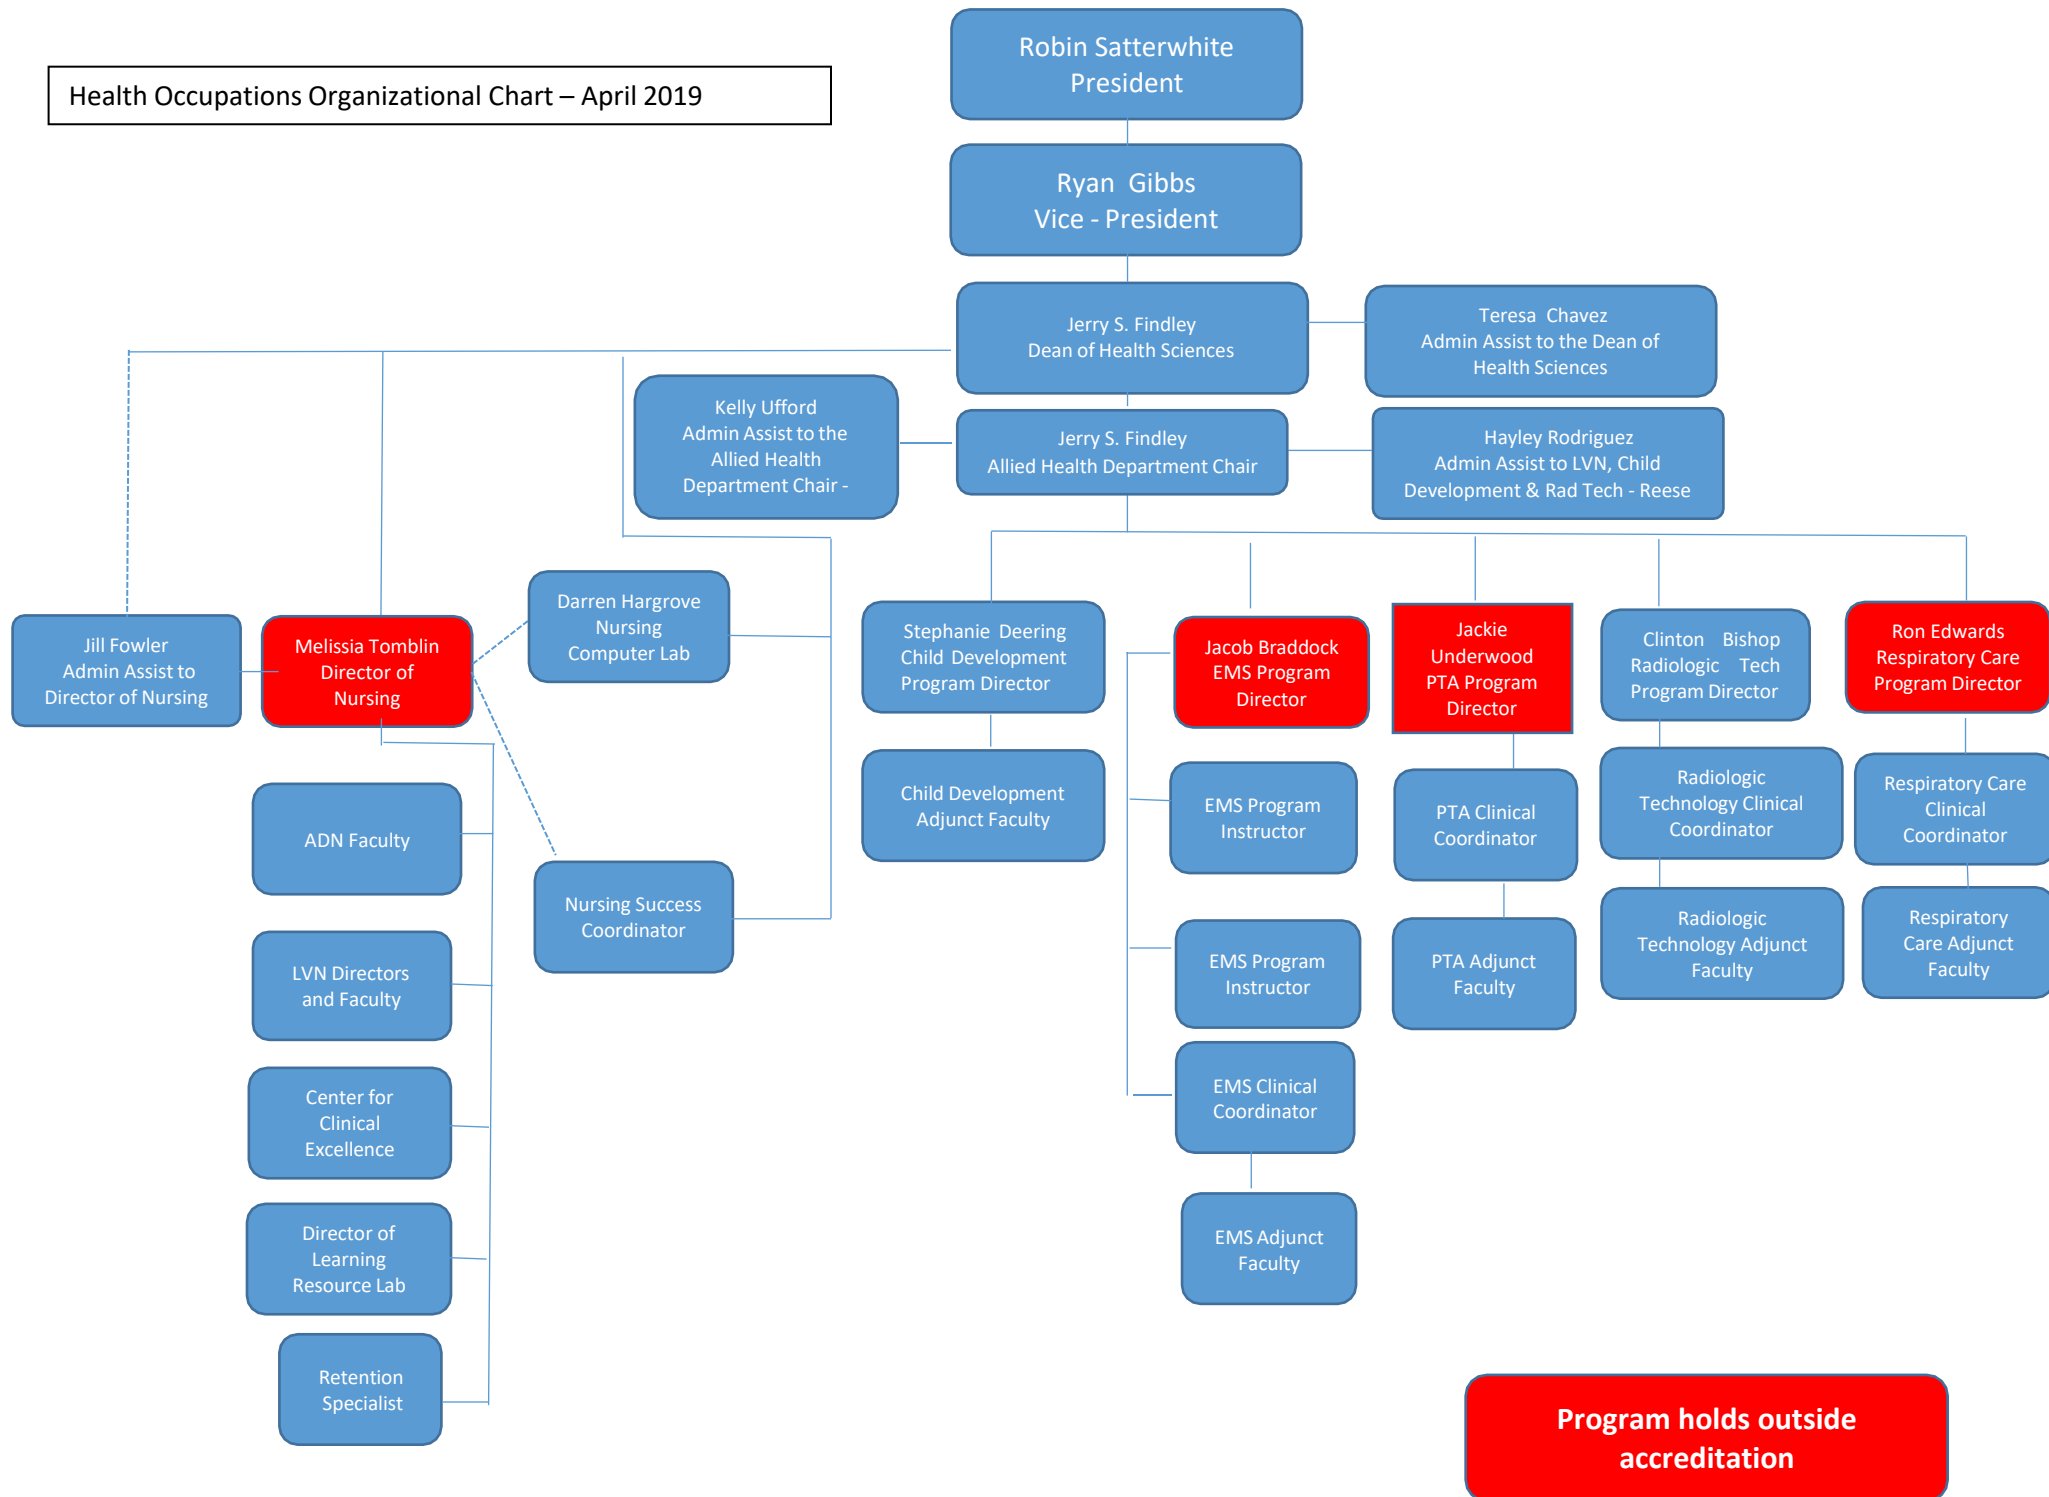 Health Occupations Organizational Chart – April 2019
Robin Satterwhite
President
Ryan Gibbs
Vice - President
Jerry S. Findley
Dean of Health Sciences
Teresa Chavez
Admin Assist to the Dean of
Health Sciences
Kelly Ufford
Admin Assist to the
Allied Health
Department Chair -
Jerry S. Findley
Allied Health Department Chair
Hayley Rodriguez
Admin Assist to LVN, Child
Development & Rad Tech - Reese
Jill Fowler
Admin Assist to
Director of Nursing
Melissia Tomblin
Director of
Nursing
Darren Hargrove
Nursing
Computer Lab
Stephanie Deering
Child Development
Program Director
Jacob Braddock
EMS Program
Director
Jackie
Underwood
PTA Program
Director
Clinton Bishop
Radiologic Tech
Program Director
Ron Edwards
Respiratory Care
Program Director
ADN Faculty
LVN Directors
and Faculty
Center for
Clinical
Excellence
Director of
Learning
Resource Lab
Retention
Specialist
Nursing Success
Coordinator
Child Development
Adjunct Faculty
EMS Program
Instructor
EMS Program
Instructor
EMS Clinical
Coordinator
EMS Adjunct
Faculty
PTA Clinical
Coordinator
PTA Adjunct
Faculty
Radiologic
Technology Clinical
Coordinator
Radiologic
Technology Adjunct
Faculty
Respiratory Care
Clinical
Coordinator
Respiratory
Care Adjunct
Faculty
Program holds outside
accreditation